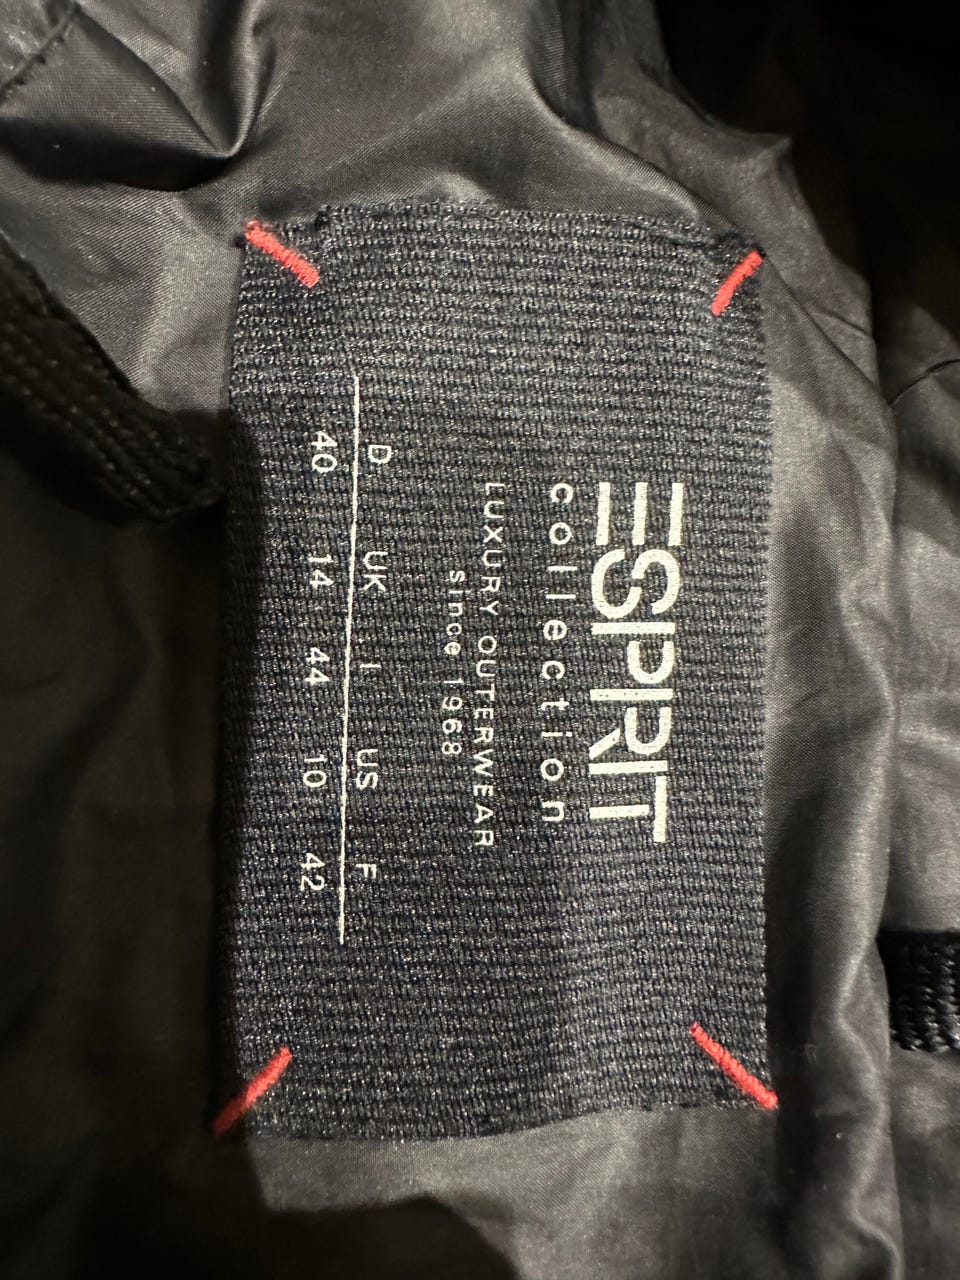 ESPRIT
collection
LUXURY OUTERWEAR
since 1968
D UK I US F
40 14 44 10 42